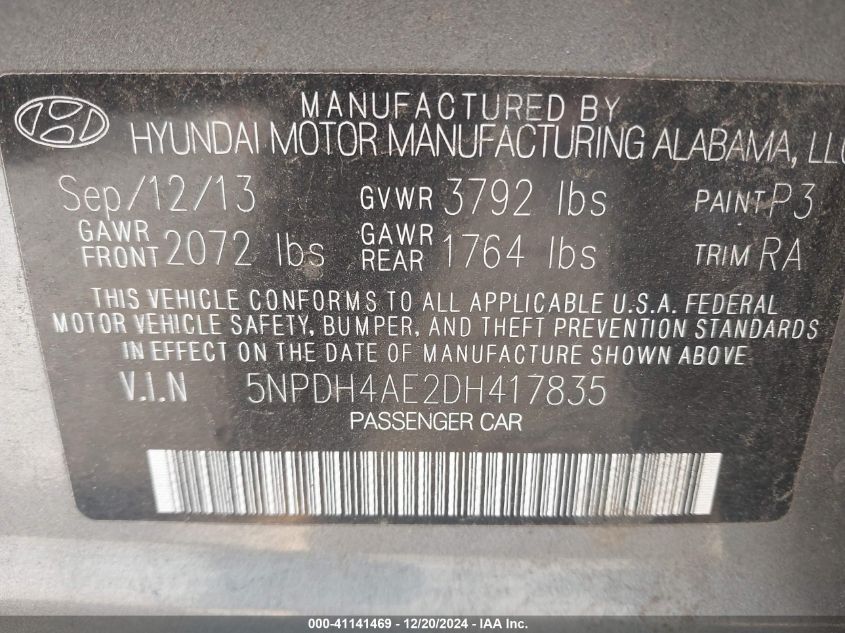 MANUFACTURED BY
HYUNDAI MOTOR MANUFACTURING ALABAMA, LLC
Sep/12/13 GVWR 3792 lbs PAINT P3
GAWR FRONT 2072 lbs GAWR REAR 1764 lbs TRIM RA
THIS VEHICLE CONFORMS TO ALL APPLICABLE U.S.A. FEDERAL
MOTOR VEHICLE SAFETY, BUMPER, AND THEFT PREVENTION STANDARDS
IN EFFECT ON THE DATE OF MANUFACTURE SHOWN ABOVE.
V.I.N 5NPDH4AE2DH417835
PASSENGER CAR
000-41141469 - 12/20/2024 - IAA Inc.